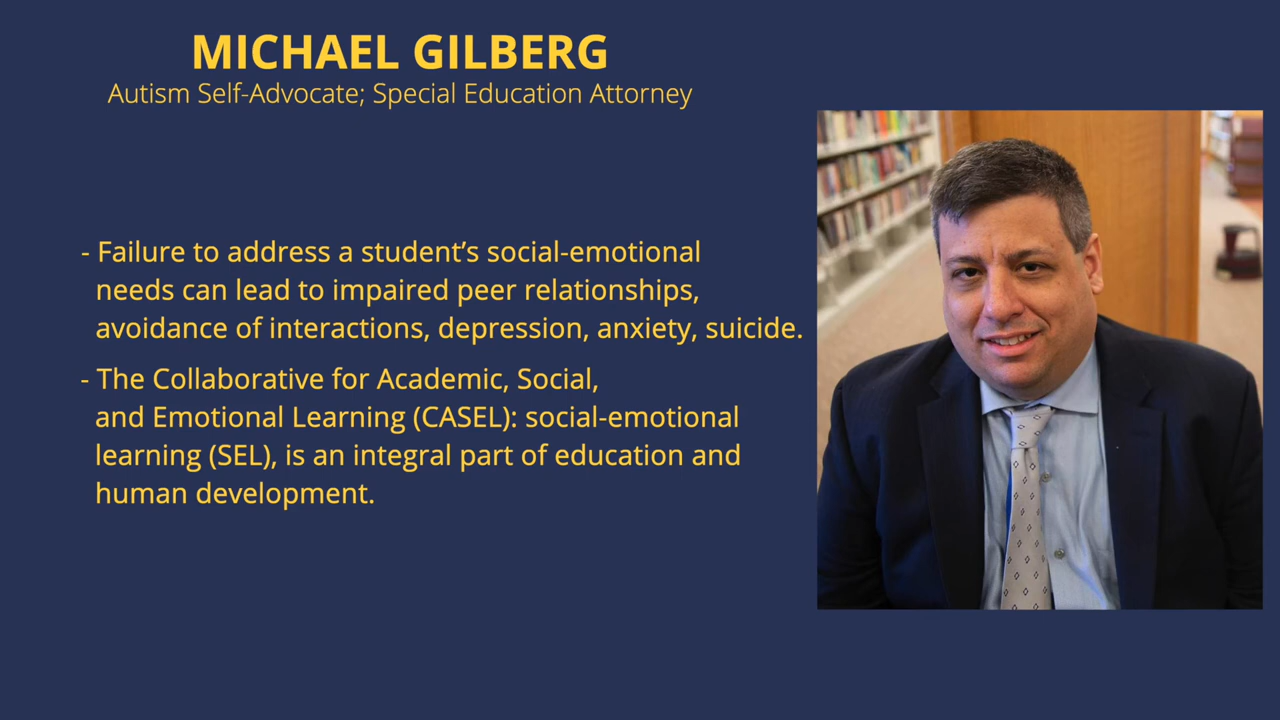 MICHAEL GILBERG
Autism Self-Advocate; Special Education Attorney
- Failure to address a student’s social-emotional
needs can lead to impaired peer relationships,
avoidance of interactions, depression, anxiety, suicide.
- The Collaborative for Academic, Social,
and Emotional Learning (CASEL): social-emotional
learning (SEL), is an integral part of education and
human development.